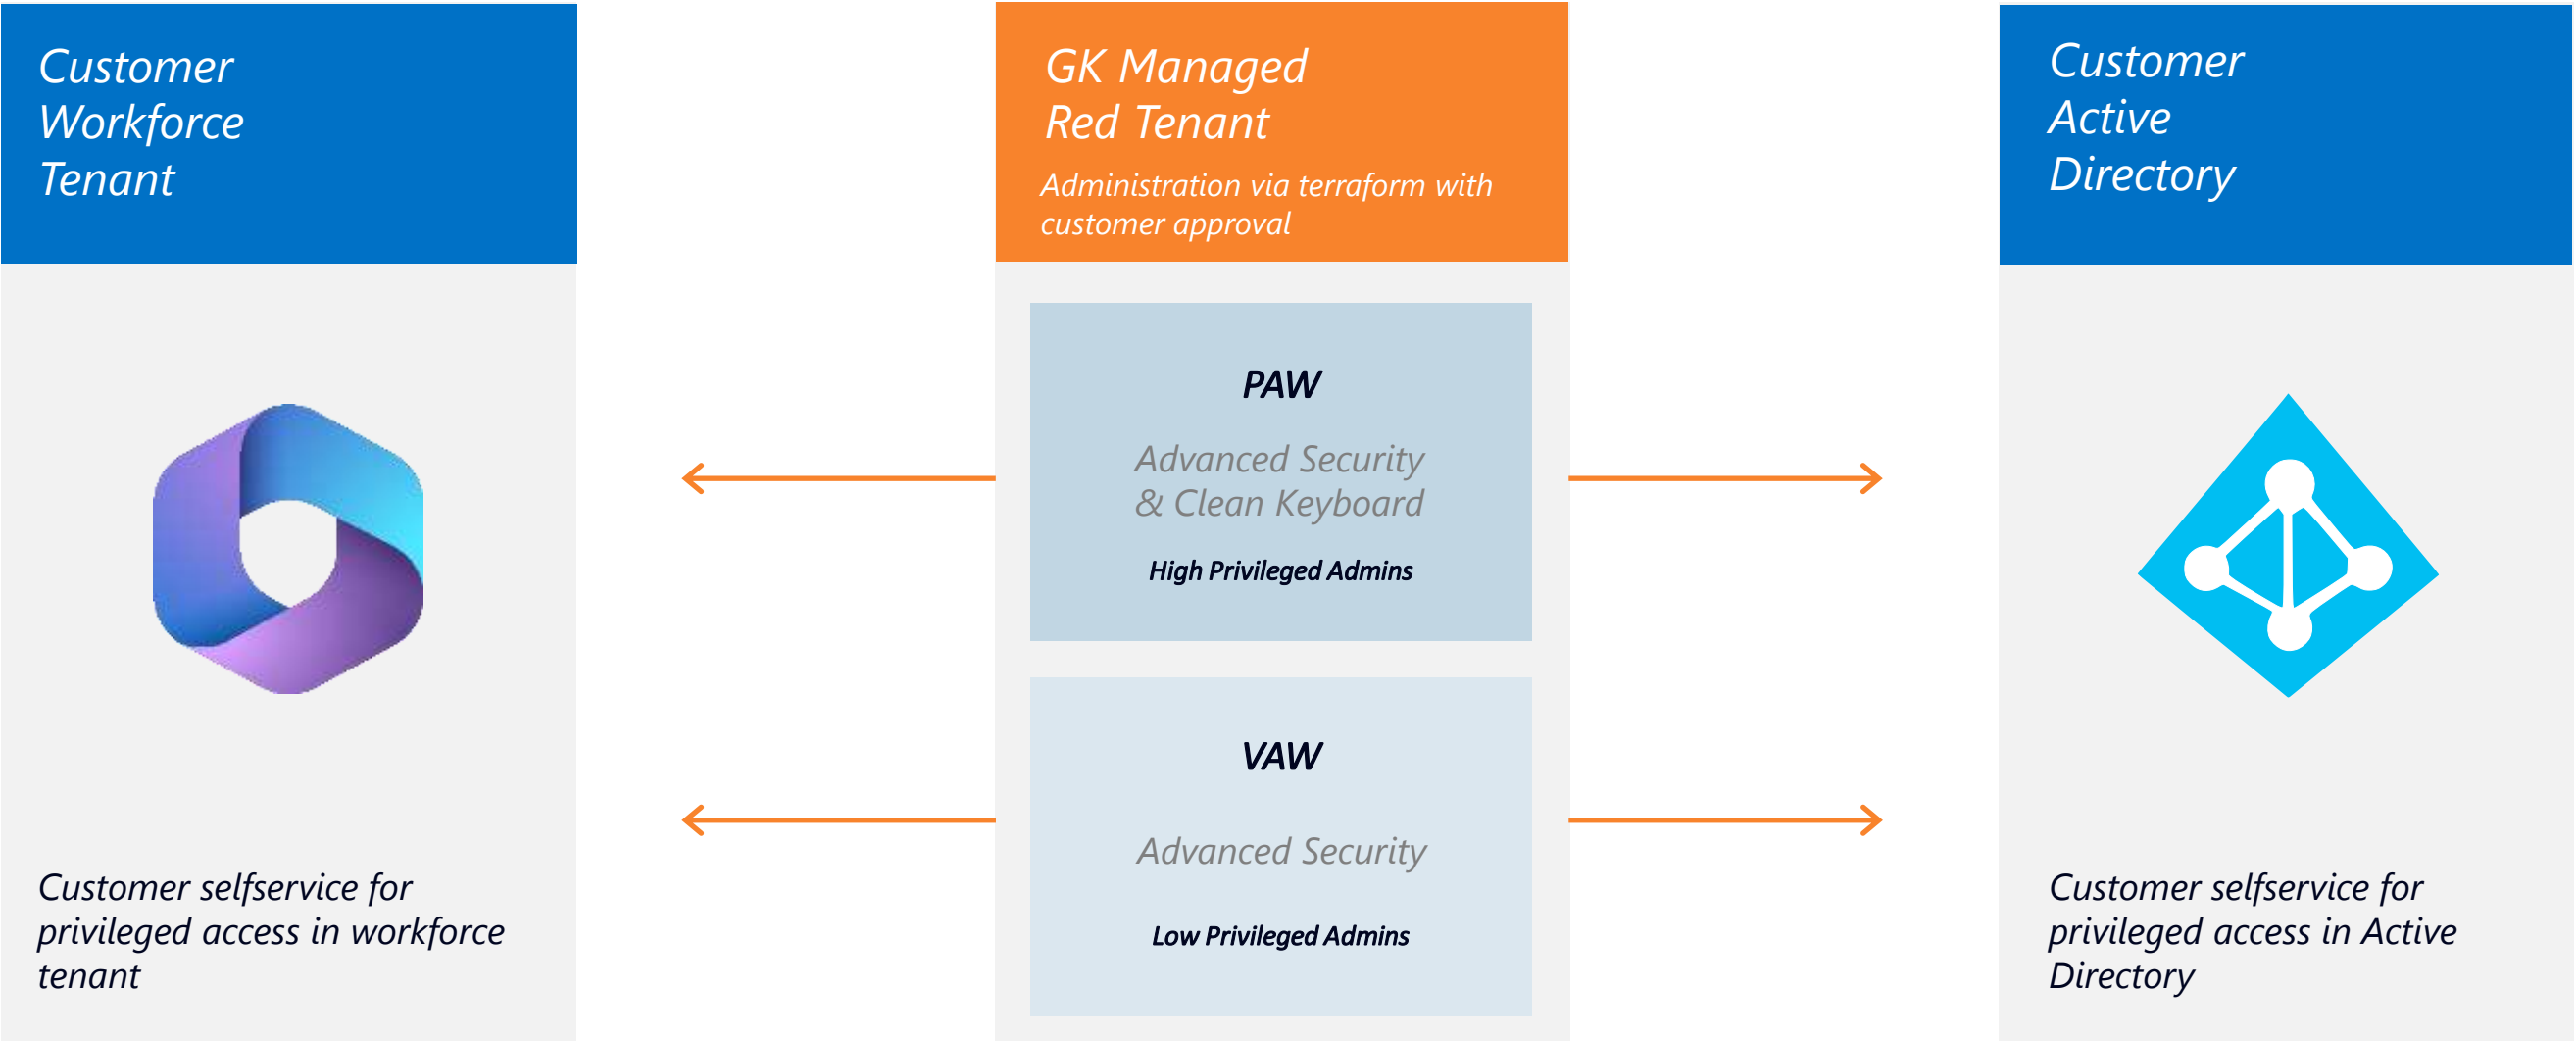 Customer
Workforce
Tenant
Customer selfservice for
privileged access in workforce
tenant
GK Managed
Red Tenant
Administration via terraform with
customer approval
PAW
Advanced Security
& Clean Keyboard
High Privileged Admins
VAW
Advanced Security
Low Privileged Admins
Customer
Active
Directory
Customer selfservice for
privileged access in Active
Directory